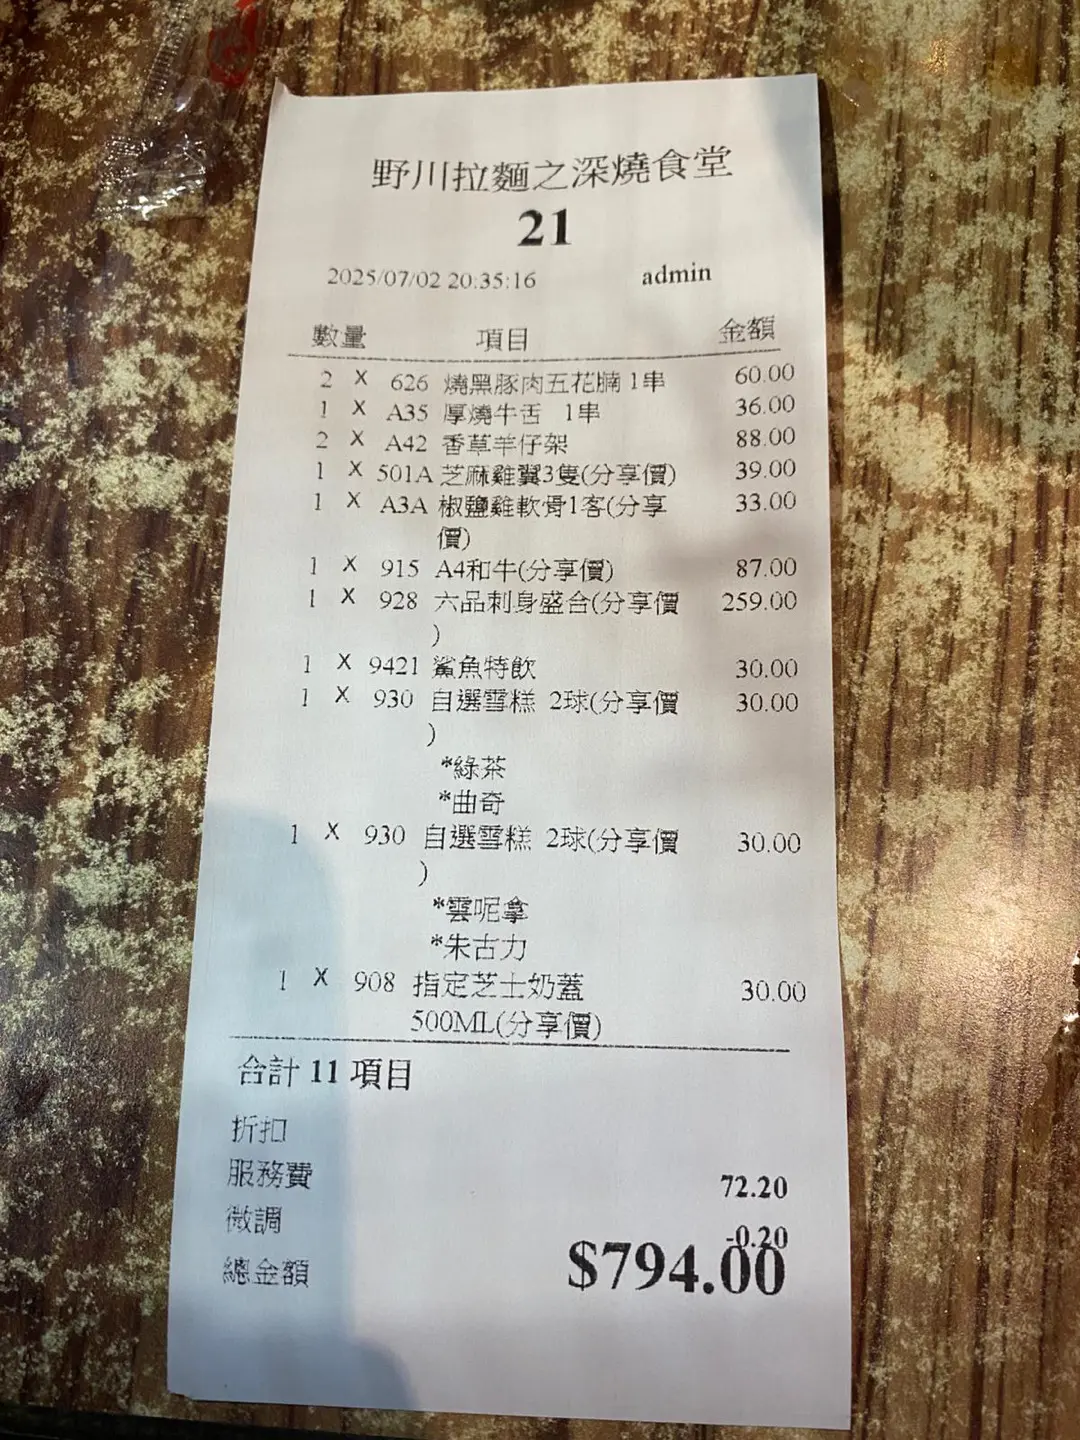 野川拉麵之深燒食堂
21
2025/07/02 20:35:16 admin
數量 項目 金額
2 X 626 燒黑豚肉五花腩 1串 60.00
1 X A35 厚燒牛舌 1串 36.00
2 X A42 香草羊仔架 88.00
1 X 501A 芝麻雞翼3隻(分享價) 39.00
1 X A3A 椒鹽雞軟骨1客(分享 33.00
價)
1 X 915 A4和牛(分享價) 87.00
1 X 928 六品刺身盛合(分享價 259.00
)
1 X 9421 鯊魚特飲 30.00
1 X 930 自選雪糕 2球(分享價 30.00
)
*綠茶
*曲奇
1 X 930 自選雪糕 2球(分享價 30.00
)
*雲呢拿
*朱古力
1 X 908 指定芝士奶蓋 30.00
500ML(分享價)
合計 11 項目
折扣
服務費 72.20
微調 -0.20
總金額 $794.00